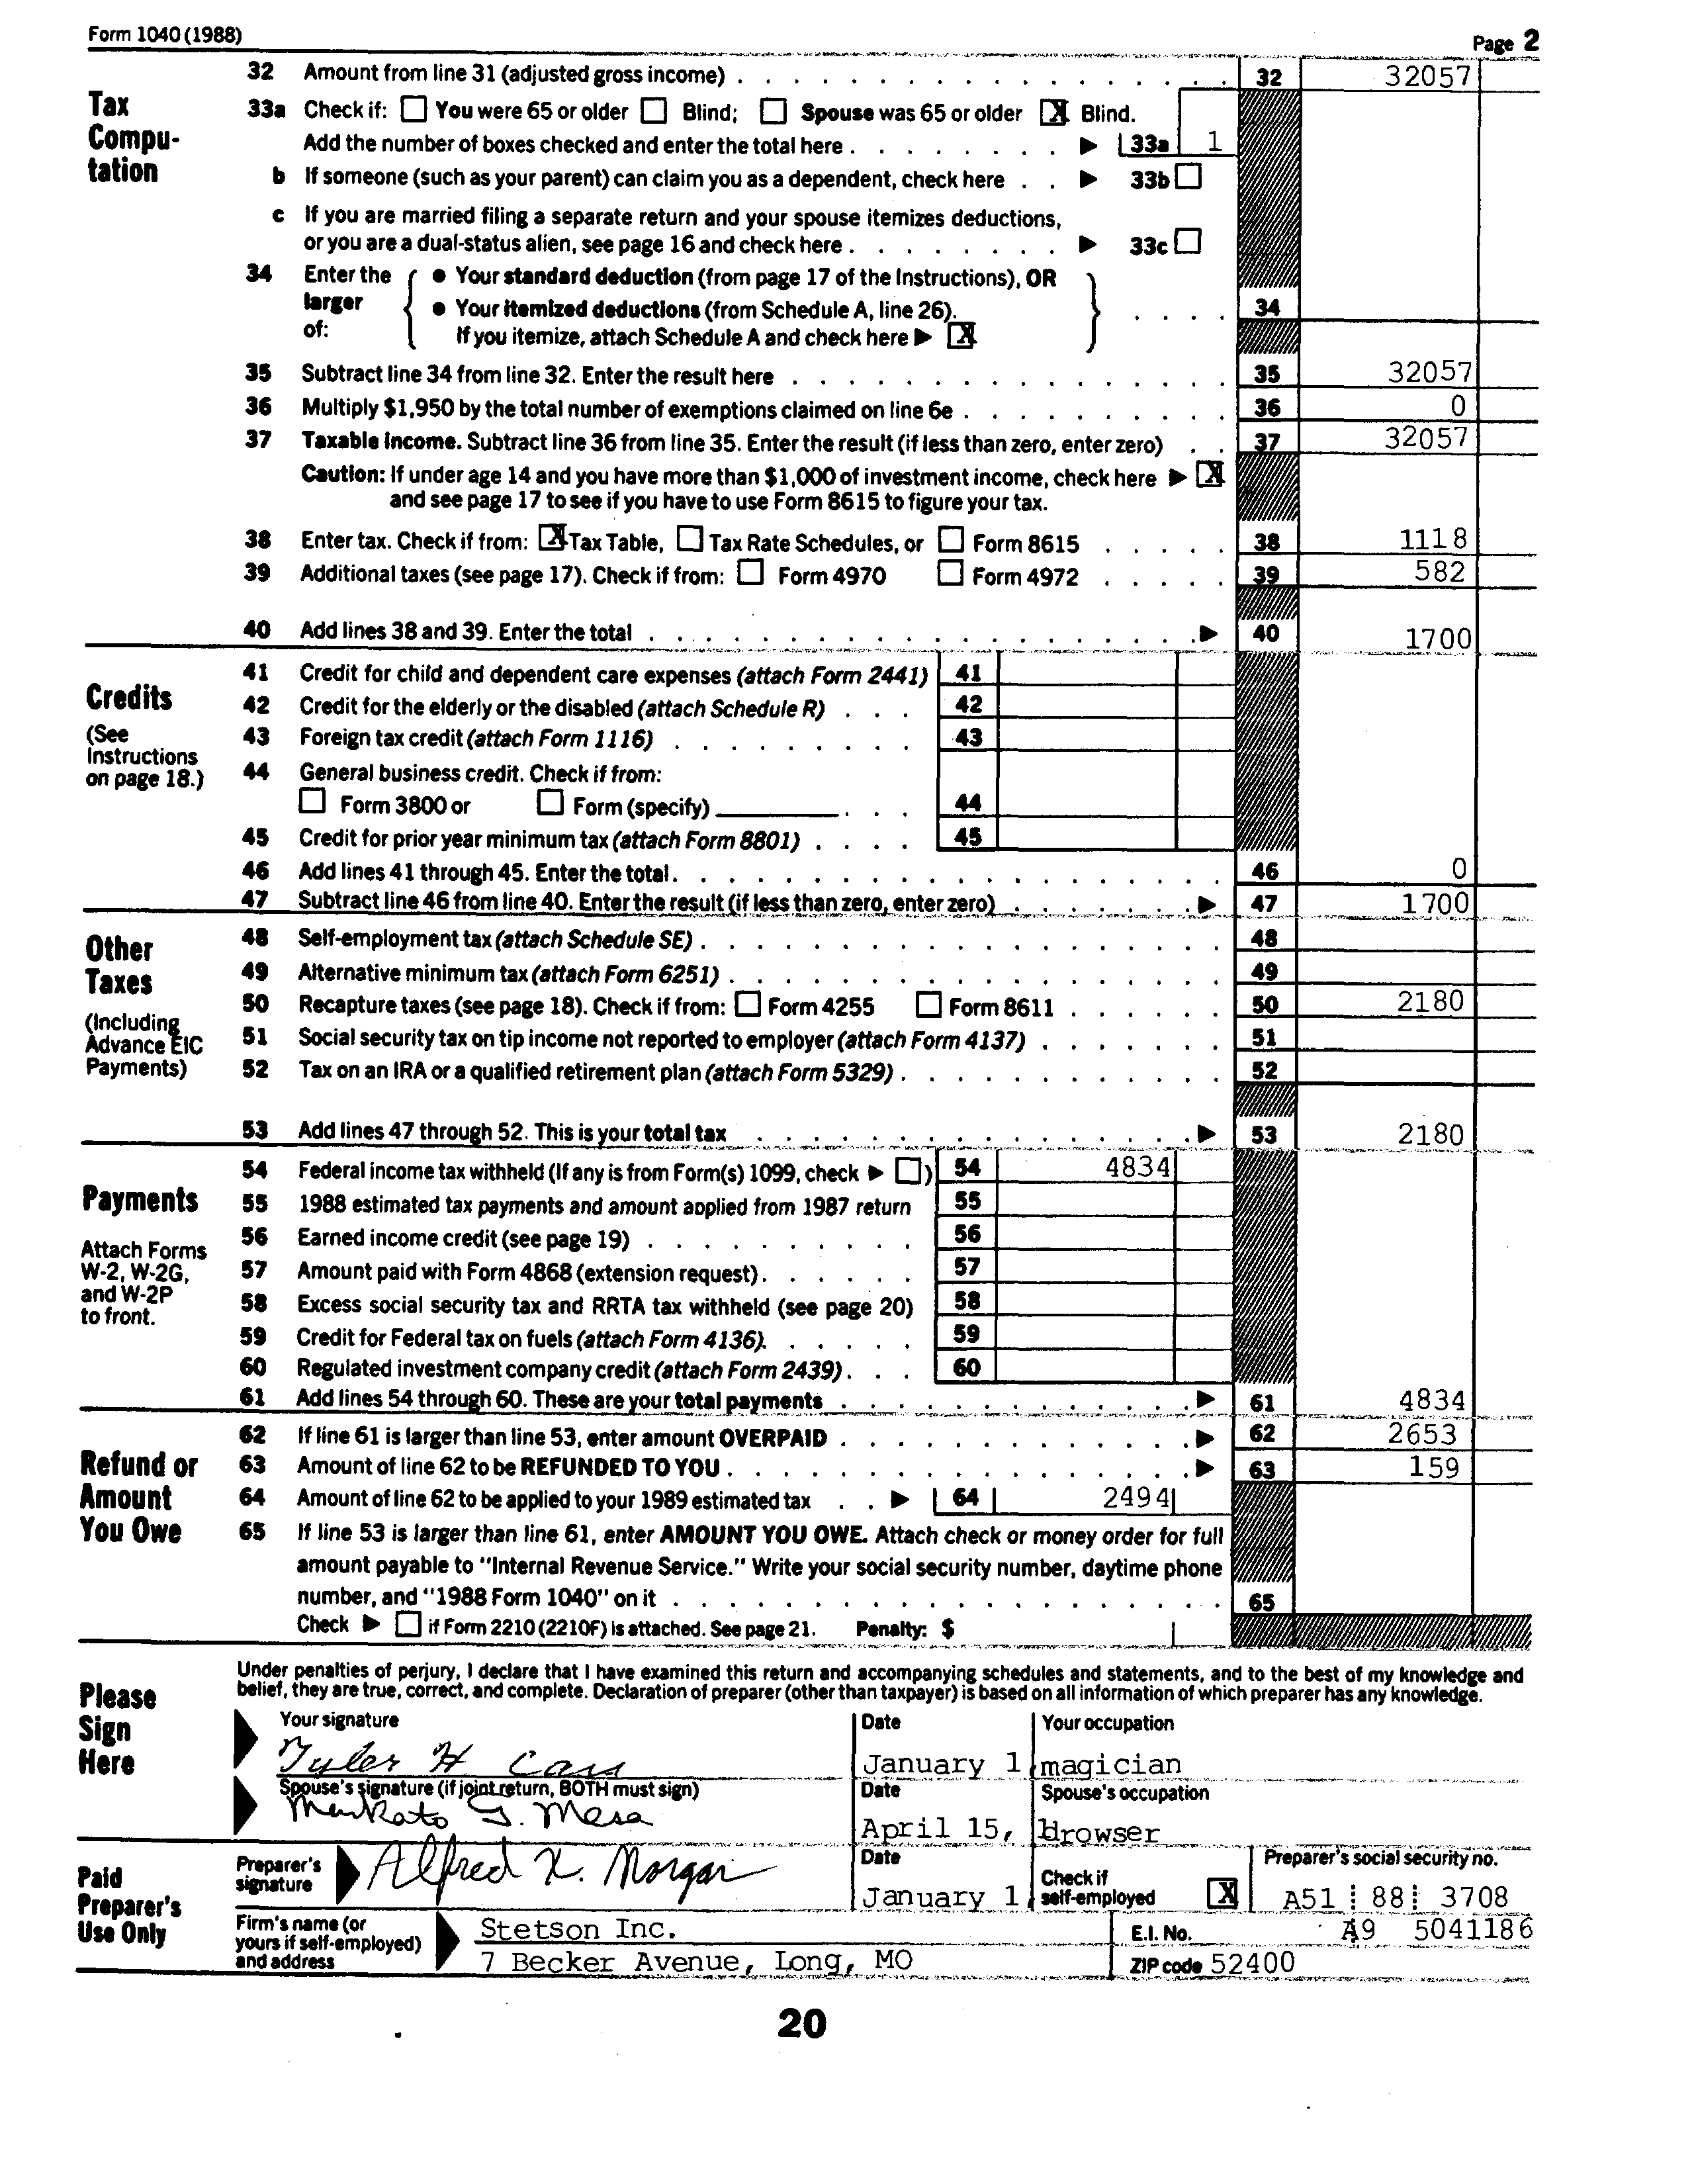 Form 1040 (1988)
Page 2
Tax Computation
32 Amount from line 31 (adjusted gross income) 32 32057
33a Check if: You were 65 or older Blind; Spouse was 65 or older X Blind.
Add the number of boxes checked and enter the total here 33a 1
b If someone (such as your parent) can claim you as a dependent, check here 33b
c If you are married filing a separate return and your spouse itemizes deductions,
or you are a dual-status alien, see page 16 and check here 33c
34 Enter the larger of:
• Your standard deduction (from page 17 of the Instructions), OR
• Your itemized deductions (from Schedule A, line 26). 34
If you itemize, attach Schedule A and check here X
35 Subtract line 34 from line 32. Enter the result here 35 32057
36 Multiply $1,950 by the total number of exemptions claimed on line 6e 36 0
37 Taxable income. Subtract line 36 from line 35. Enter the result (if less than zero, enter zero) 37 32057
Caution: If under age 14 and you have more than $1,000 of investment income, check here X
and see page 17 to see if you have to use Form 8615 to figure your tax.
38 Enter tax. Check if from: X Tax Table, Tax Rate Schedules, or Form 8615 38 1118
39 Additional taxes (see page 17). Check if from: Form 4970 Form 4972 39 582
40 Add lines 38 and 39. Enter the total 40 1700
Credits
(See Instructions on page 18.)
41 Credit for child and dependent care expenses (attach Form 2441) 41
42 Credit for the elderly or the disabled (attach Schedule R) 42
43 Foreign tax credit (attach Form 1116) 43
44 General business credit. Check if from:
Form 3800 or Form (specify) 44
45 Credit for prior year minimum tax (attach Form 8801) 45
46 Add lines 41 through 45. Enter the total 46 0
47 Subtract line 46 from line 40. Enter the result (if less than zero, enter zero) 47 1700
Other Taxes
(Including Advance EIC Payments)
48 Self-employment tax (attach Schedule SE) 48
49 Alternative minimum tax (attach Form 6251) 49
50 Recapture taxes (see page 18). Check if from: Form 4255 Form 8611 50 2180
51 Social security tax on tip income not reported to employer (attach Form 4137) 51
52 Tax on an IRA or a qualified retirement plan (attach Form 5329) 52
53 Add lines 47 through 52. This is your total tax 53 2180
Payments
Attach Forms W-2, W-2G, and W-2P to front.
54 Federal income tax withheld (If any is from Form(s) 1099, check ) 54 4834
55 1988 estimated tax payments and amount applied from 1987 return 55
56 Earned income credit (see page 19) 56
57 Amount paid with Form 4868 (extension request) 57
58 Excess social security tax and RRTA tax withheld (see page 20) 58
59 Credit for Federal tax on fuels (attach Form 4136). 59
60 Regulated investment company credit (attach Form 2439) 60
61 Add lines 54 through 60. These are your total payments 61 4834
Refund or Amount You Owe
62 If line 61 is larger than line 53, enter amount OVERPAID 62 2653
63 Amount of line 62 to be REFUNDED TO YOU 63 159
64 Amount of line 62 to be applied to your 1989 estimated tax 64 2494
65 If line 53 is larger than line 61, enter AMOUNT YOU OWE. Attach check or money order for full
amount payable to "Internal Revenue Service." Write your social security number, daytime phone
number, and "1988 Form 1040" on it 65
Check if Form 2210 (2210F) is attached. See page 21. Penalty: $
Please Sign Here
Under penalties of perjury, I declare that I have examined this return and accompanying schedules and statements, and to the best of my knowledge and
belief, they are true, correct, and complete. Declaration of preparer (other than taxpayer) is based on all information of which preparer has any knowledge.
Your signature Date Your occupation
Tyler H Cass January 1 magician
Spouse's signature (if joint return, BOTH must sign) Date Spouse's occupation
Mankato G. Mesa April 15, browser
Paid Preparer's Use Only
Preparer's signature Alfred K. Morgan Date January 1, Check if self-employed X Preparer's social security no. A51 88 3708
Firm's name (or yours if self-employed) and address
Stetson Inc. E.I. No. A9 5041186
7 Becker Avenue, Long, MO ZIP code 52400
20